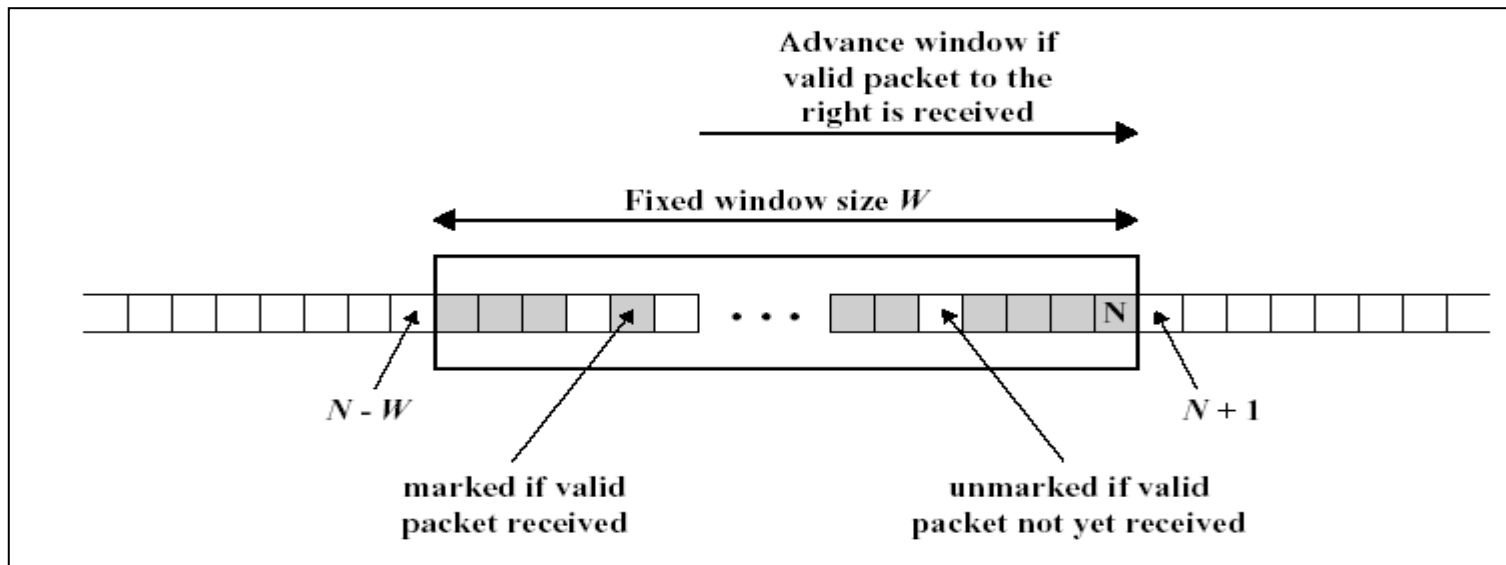 Advance window if
valid packet to the
right is received
Fixed window size W
N
N - W
N + 1
marked if valid
packet received
unmarked if valid
packet not yet received